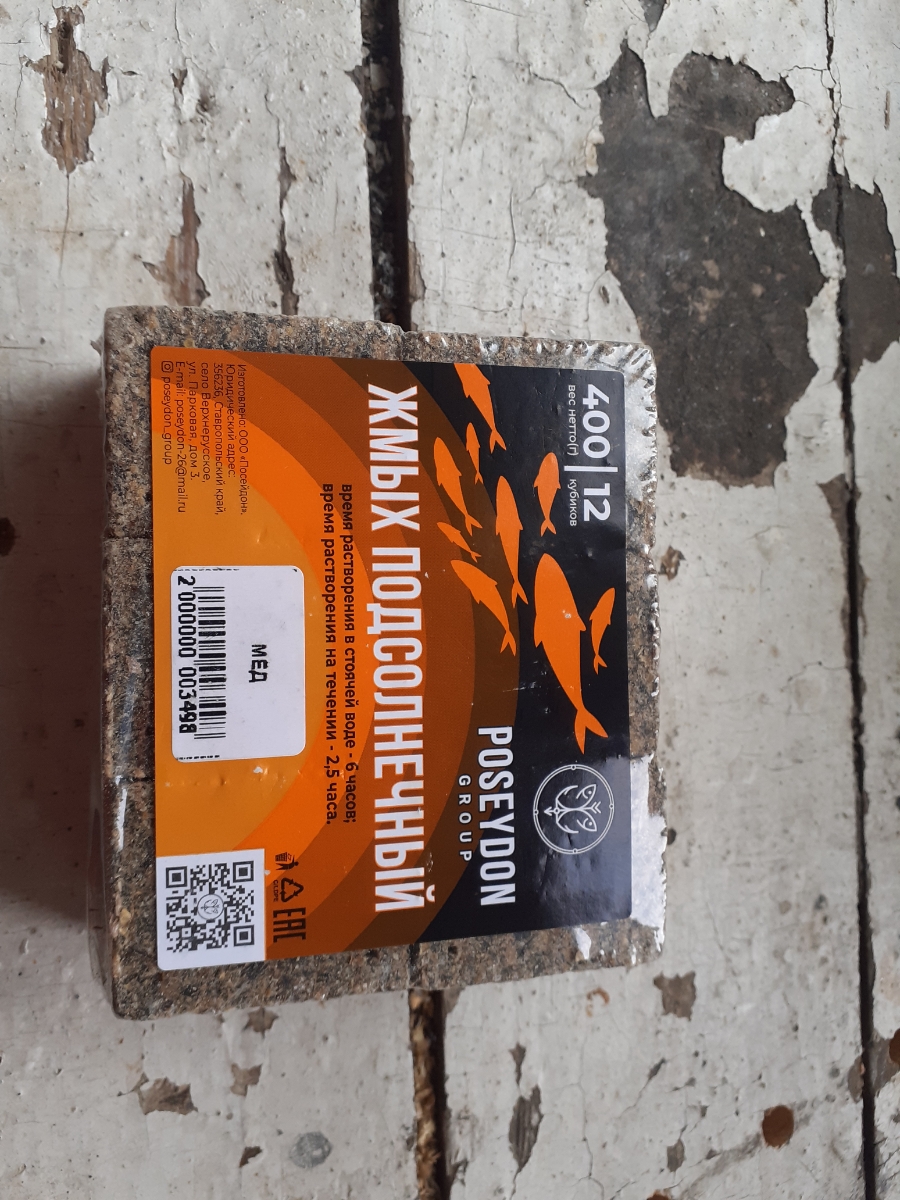 400 | 12
вес нетто(г) кубиков
POSEYDON
GROUP
ЖМЫХ ПОДСОЛНЕЧНЫЙ
время растворения в стоячей воде - 6 часов;
время растворения на течении - 2,5 часа.
Изготовлено: ООО «Посейдон».
Юридический адрес:
356236, Ставропольский край,
село Верхнерусское,
ул. Парковая, дом 3.
E-mail: poseydon-26@mail.ru
poseydon_group
МЁД
2 000000 003498
EAC